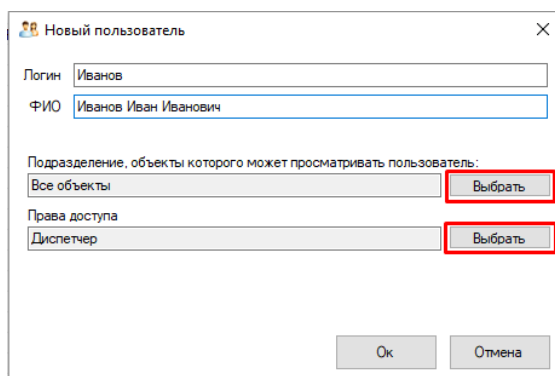 Новый пользователь
Логин Иванов
ФИО Иванов Иван Иванович
Подразделение, объекты которого может просматривать пользователь:
Все объекты Выбрать
Права доступа
Диспетчер Выбрать
Ок Отмена